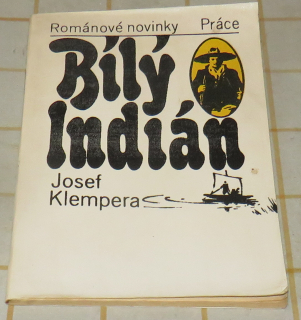 Románové novinky Práce
Bílý
Indián
Josef
Klempera